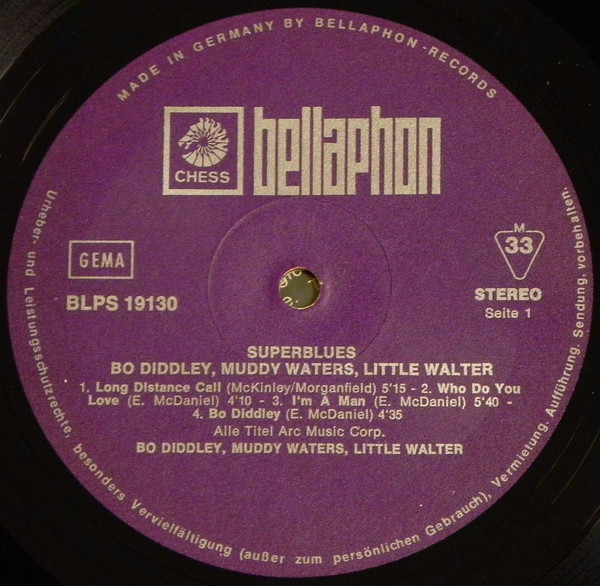 MADE IN GERMANY BY BELLAPHON-RECORDS
CHESS
bellaphon
GEMA
BLPS 19130
M
33
STEREO
Seite 1
SUPERBLUES
BO DIDDLEY, MUDDY WATERS, LITTLE WALTER
1. Long Distance Call (McKinley/Morganfield) 5'15 - 2. Who Do You
Love (E. McDaniel) 4'10 - 3. I'm A Man (E. McDaniel) 5'40 -
4. Bo Diddley (E. McDaniel) 4'35
Alle Titel Arc Music Corp.
BO DIDDLEY, MUDDY WATERS, LITTLE WALTER
Urheber- und Leistungsschutzrechte, besonders Vervielfältigung (außer zum persönlichen Gebrauch), Vermietung, Aufführung, Sendung, vorbehalten.